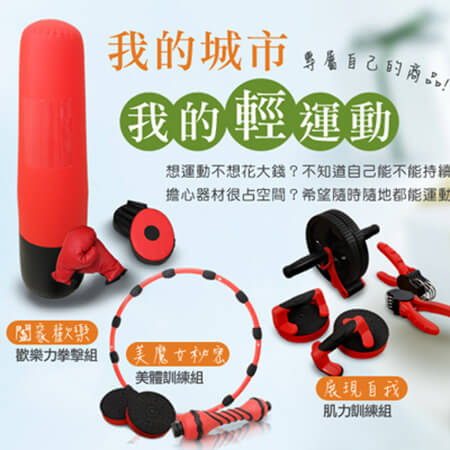 我的城市
專屬自己的商品!
我的輕運動
想運動不想花大錢？不知道自己能不能持續
擔心器材很占空間？希望隨時隨地都能運動
闔家歡樂
歡樂力拳擊組
美魔女秘密
美體訓練組
展現自我
肌力訓練組